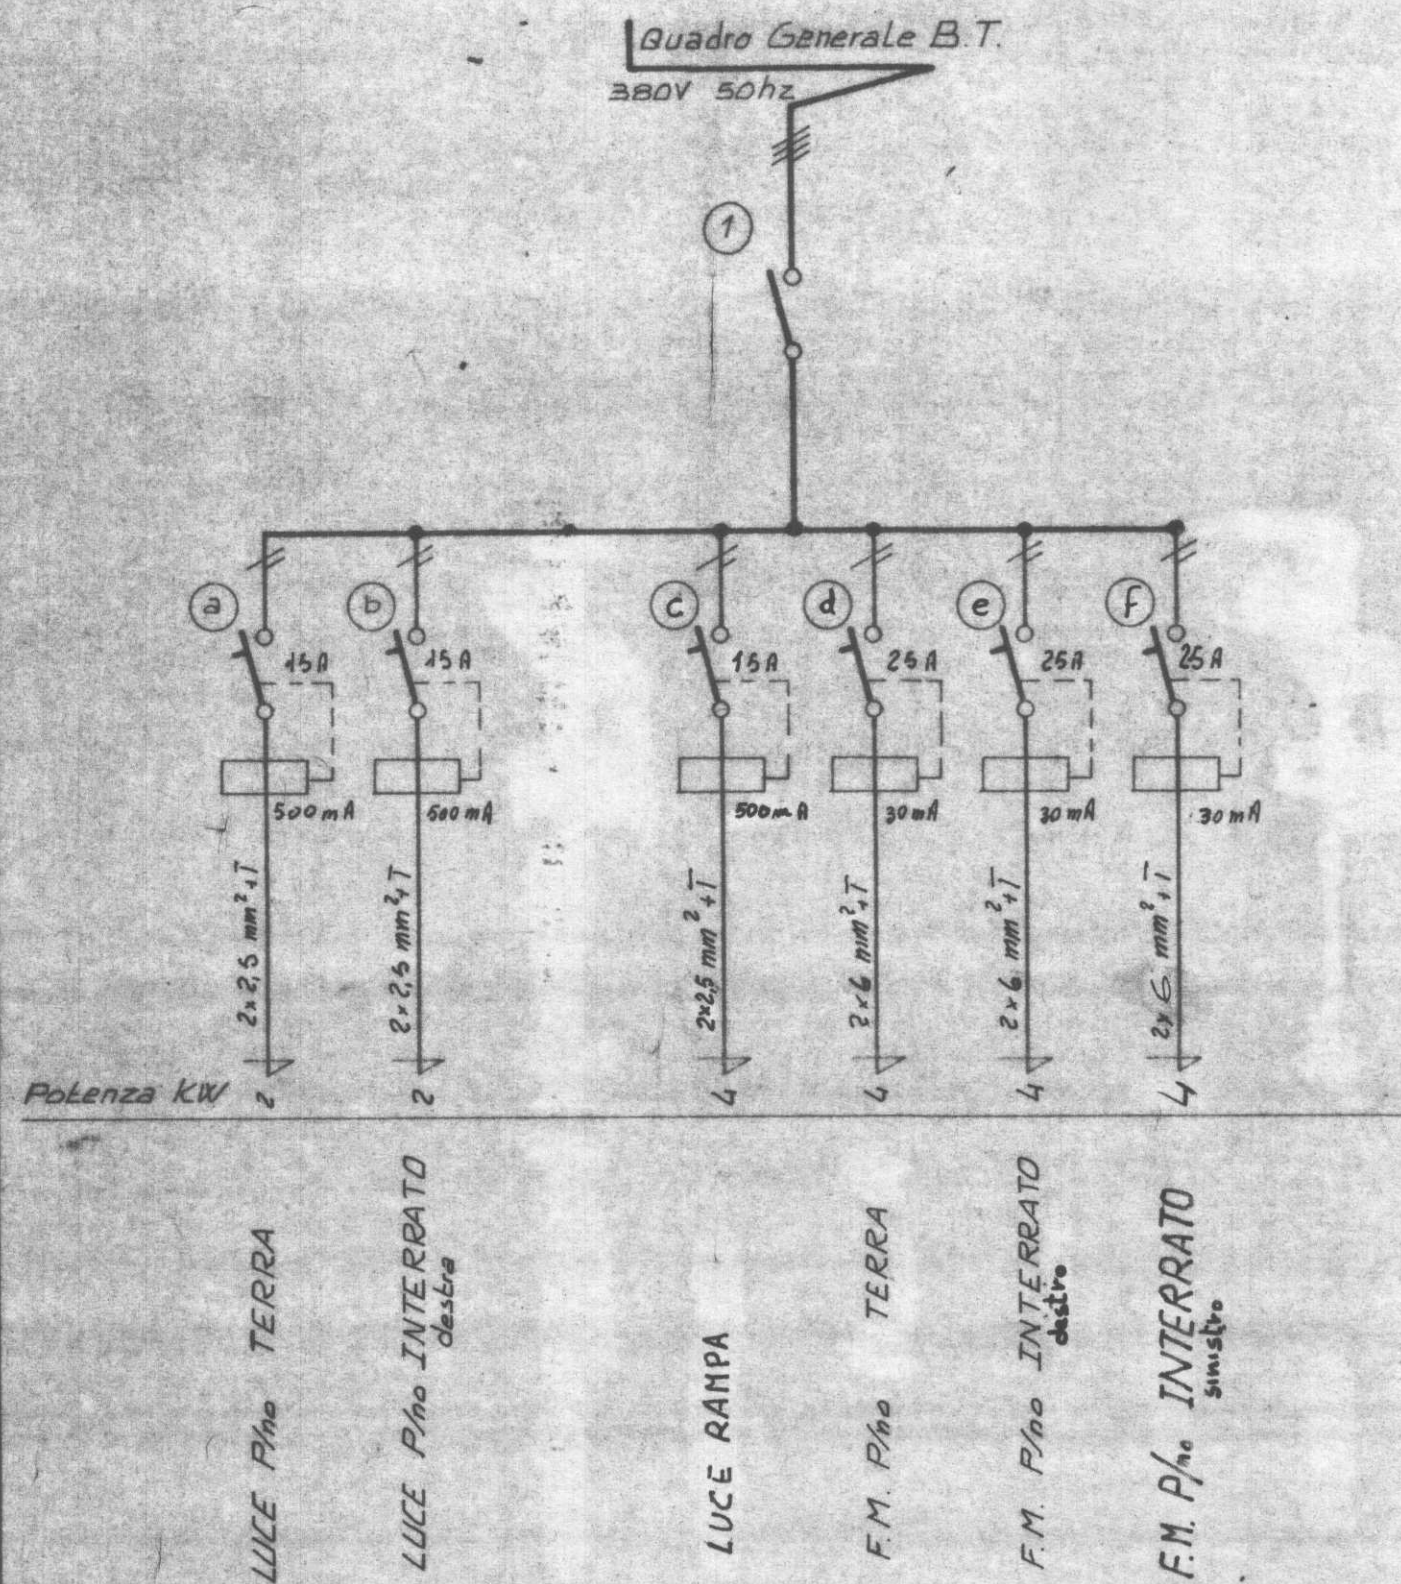 Quadro Generale B.T.
380V 50hz
1
a
b
c
d
e
f
15A
15A
15A
25A
25A
25A
500mA
500mA
500mA
30mA
30mA
30mA
2x2,5 mm²+T
2x2,5 mm²+T
2x2,5 mm²+T
2x6 mm²+T
2x6 mm²+T
2x6 mm²+T
Potenza KW 2 2 4 4 4 4
LUCE P/no TERRA
LUCE P/no INTERRATO
destra
LUCE RAMPA
F.M. P/no TERRA
F.M. P/no INTERRATO
destro
F.M. P/no INTERRATO
sinistro